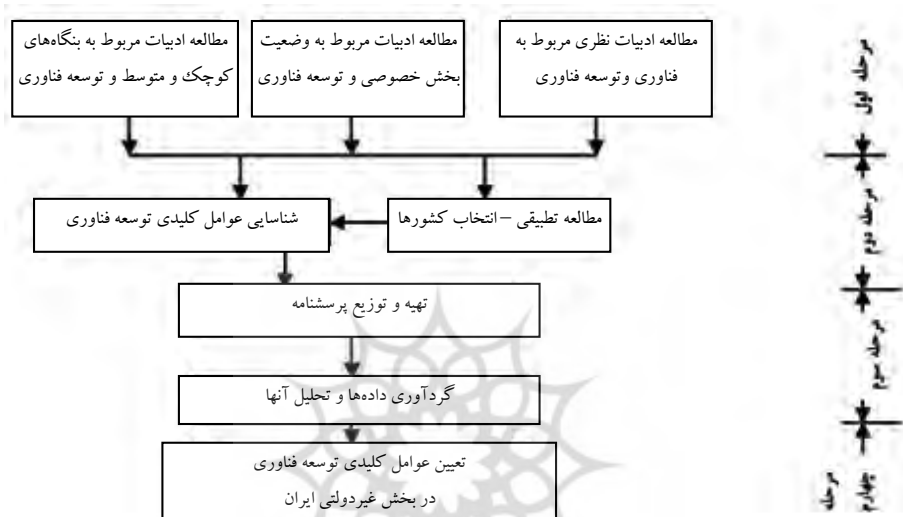 مطالعه ادبیات نظری مربوط به
فناوری وتوسعه فناوری
مطالعه ادبیات مربوط به وضعیت
بخش خصوصی و توسعه فناوری
مطالعه ادبیات مربوط به بنگاه‌های
کوچک و متوسط و توسعه فناوری
مرحله اول
مطالعه تطبیقی – انتخاب کشورها
شناسایی عوامل کلیدی توسعه فناوری
مرحله دوم
تهیه و توزیع پرسشنامه
مرحله سوم
گردآوری داده‌ها و تحلیل آنها
تعیین عوامل کلیدی توسعه فناوری
در بخش غیردولتی ایران
مرحله
چهارم